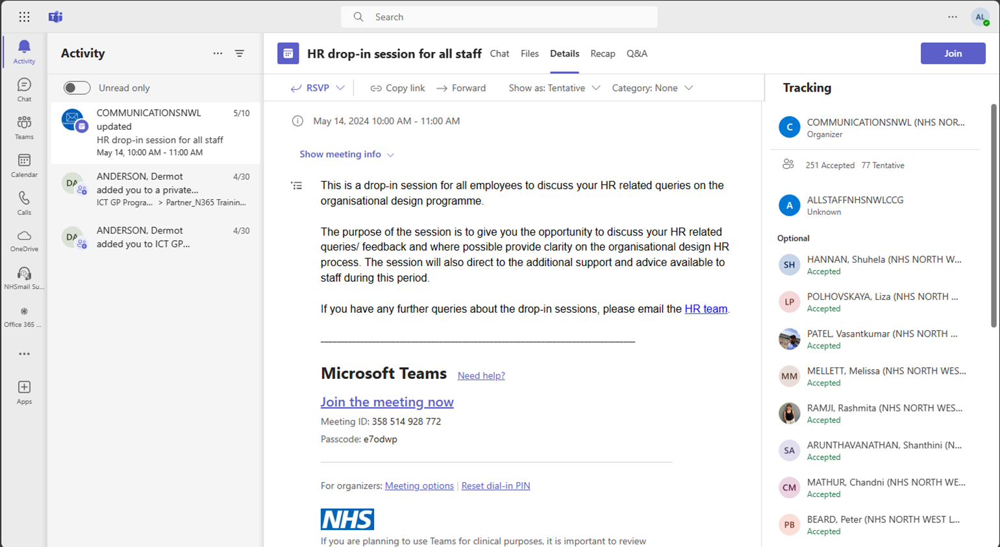 Search
AL
Activity
Chat
Teams
Calendar
Calls
OneDrive
NHSmail Su...
Office 365 ...
Apps
Activity
Unread only
COMMUNICATIONSNWL 5/10
updated
HR drop-in session for all staff
May 14, 10:00 AM - 11:00 AM
DA
ANDERSON, Dermot 4/30
added you to a private...
ICT GP Progra... > Partner_N365 Trainin...
DA
ANDERSON, Dermot 4/30
added you to ICT GP...
HR drop-in session for all staff Chat Files Details Recap Q&A Join
RSVP Copy link Forward Show as: Tentative Category: None
May 14, 2024 10:00 AM - 11:00 AM
Show meeting info
This is a drop-in session for all employees to discuss your HR related queries on the
organisational design programme.
The purpose of the session is to give you the opportunity to discuss your HR related
queries/ feedback and where possible provide clarity on the organisational design HR
process. The session will also direct to the additional support and advice available to
staff during this period.
If you have any further queries about the drop-in sessions, please email the HR team.
Microsoft Teams Need help?
Join the meeting now
Meeting ID: 358 514 928 772
Passcode: e7odwp
For organizers: Meeting options | Reset dial-in PIN
NHS
If you are planning to use Teams for clinical purposes, it is important to review
Tracking
C
COMMUNICATIONSNWL (NHS NOR...
Organizer
251 Accepted 77 Tentative
A
ALLSTAFFNHSNWLCCG
Unknown
Optional
SH
HANNAN, Shuhela (NHS NORTH W...
Accepted
LP
POLHOVSKAYA, Liza (NHS NORTH ...
Accepted
PATEL, Vasantkumar (NHS NORTH ...
Accepted
MM
MELLETT, Melissa (NHS NORTH WES...
Accepted
RAMJI, Rashmita (NHS NORTH WES...
Accepted
SA
ARUNTHAVANATHAN, Shanthini (N...
Accepted
CM
MATHUR, Chandni (NHS NORTH WE...
Accepted
PB
BEARD, Peter (NHS NORTH WEST L...
Accepted